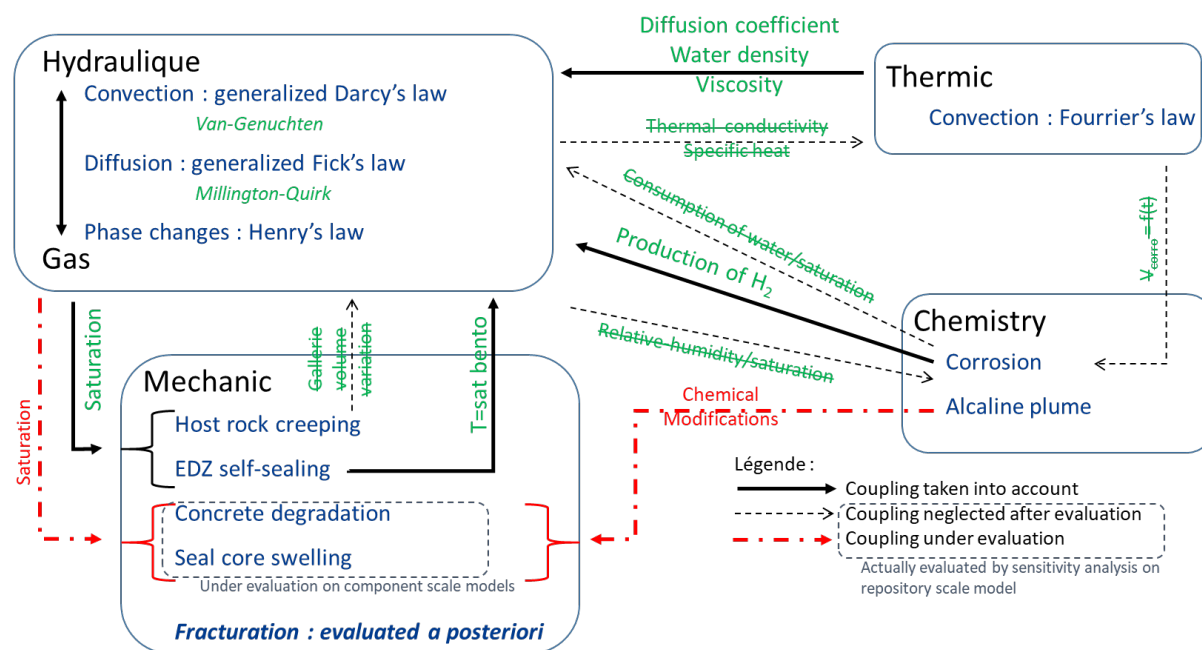 Hydraulique
Convection : generalized Darcy's law
Van-Genuchten
Diffusion : generalized Fick's law
Millington-Quirk
Phase changes : Henry's law
Gas
Diffusion coefficient
Water density
Viscosity
Thermal conductivity
Specific heat
Thermic
Convection : Fourrier's law
Consumption of water/saturation
Production of H2
Relative humidity/saturation
Vcorro = f(t)
Chemistry
Corrosion
Alcaline plume
Chemical
Modifications
Saturation
Saturation
Gallerie
volume
variation
T=sat bento
Mechanic
Host rock creeping
EDZ self-sealing
Concrete degradation
Seal core swelling
Under evaluation on component scale models
Fracturation : evaluated a posteriori
Légende :
Coupling taken into account
Coupling neglected after evaluation
Coupling under evaluation
Actually evaluated by sensitivity analysis on
repository scale model